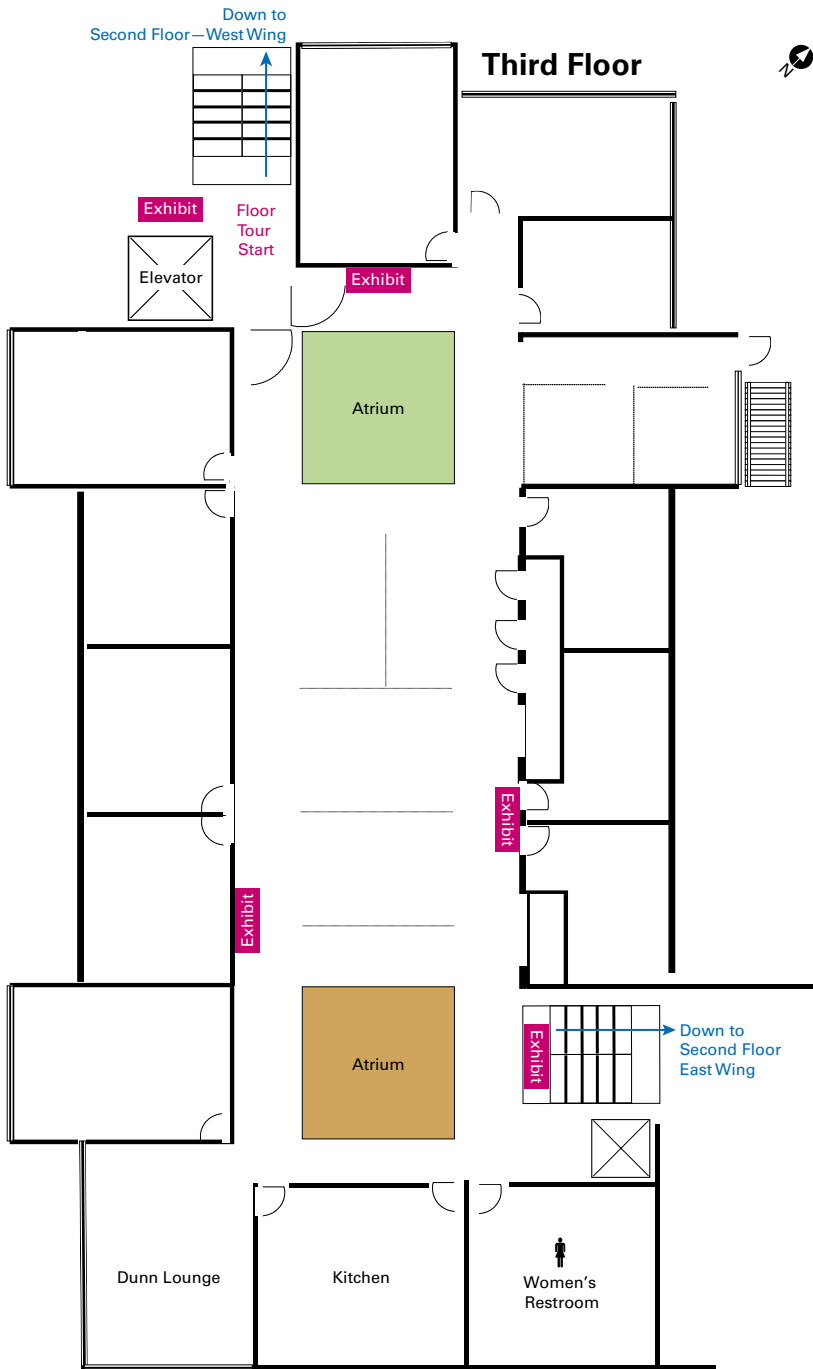 Down to
Second Floor—West Wing
Third Floor
N
Exhibit
Floor
Tour
Start
Elevator
Exhibit
Atrium
Exhibit
Exhibit
Atrium
Exhibit
Down to
Second Floor
East Wing
Dunn Lounge
Kitchen
Women's
Restroom